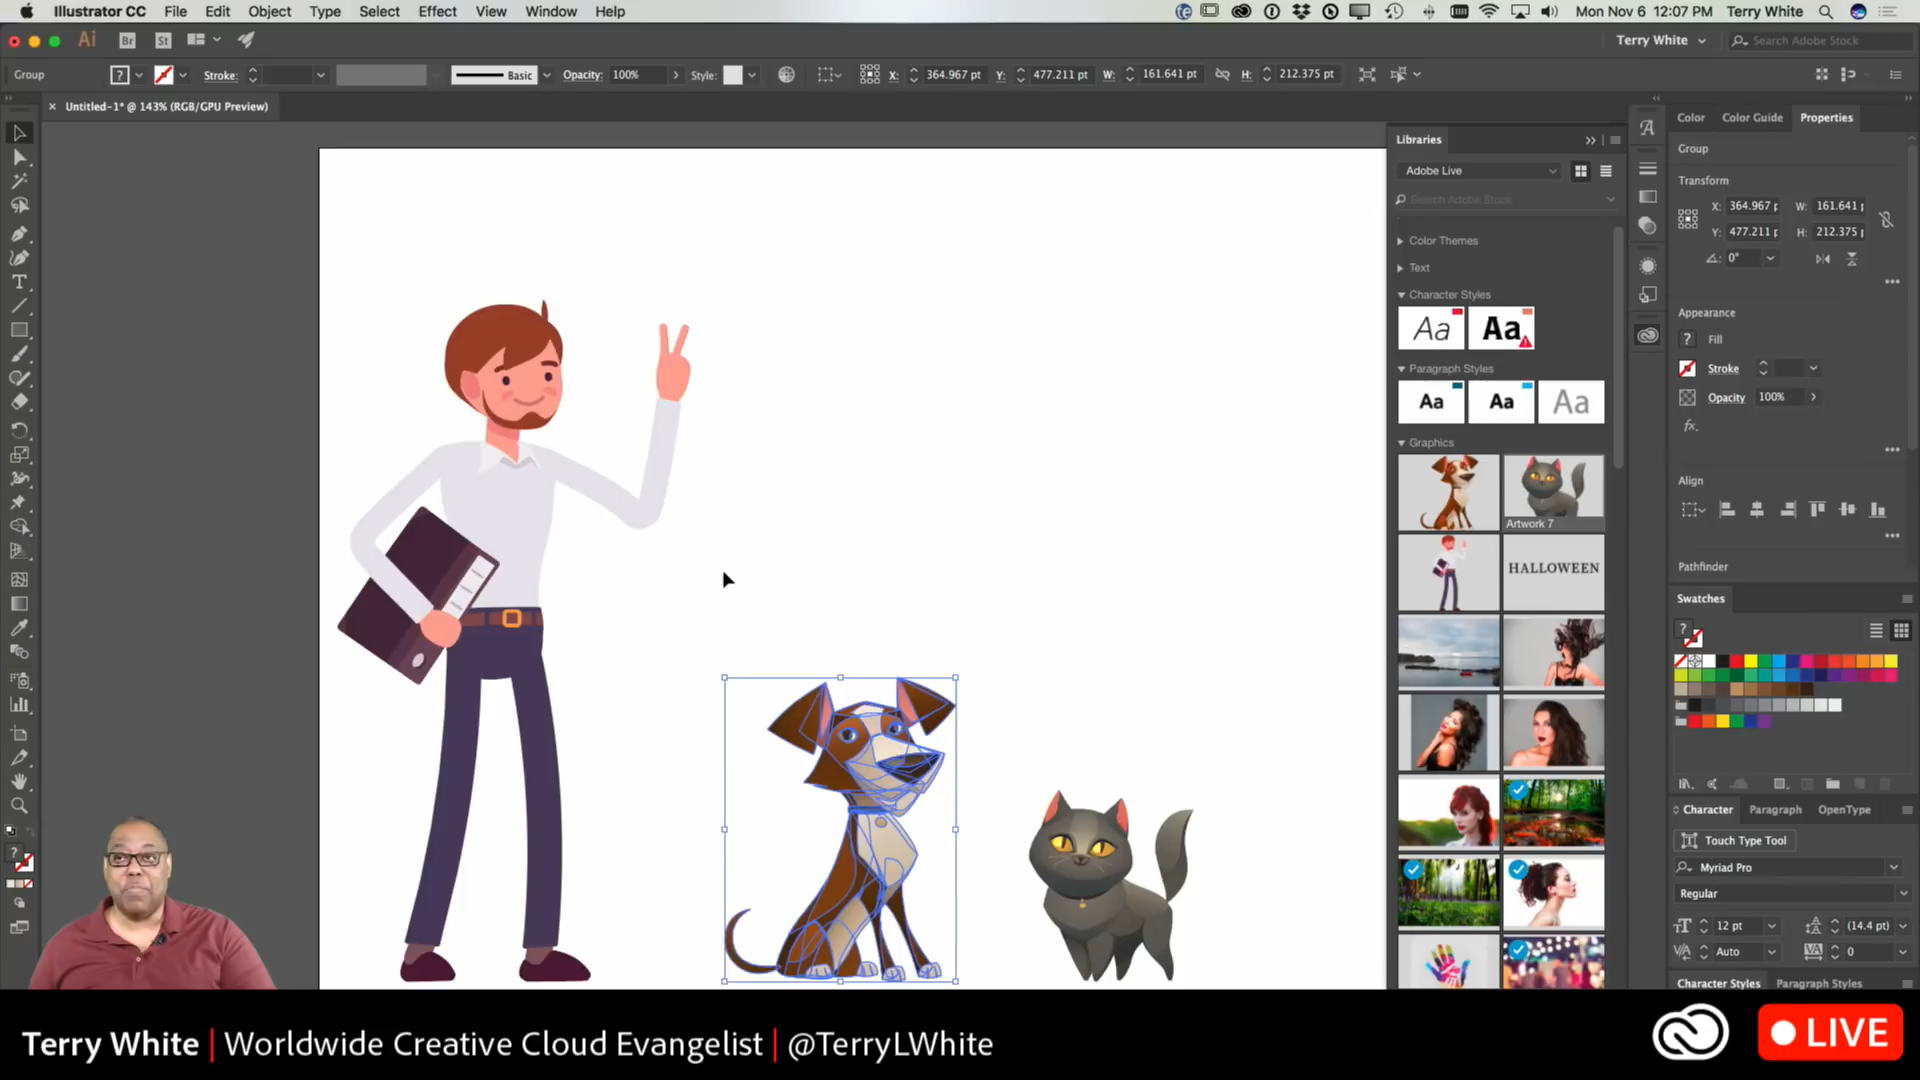 Illustrator CC File Edit Object Type Select Effect View Window Help
Mon Nov 6 12:07 PM Terry White
Ai Br St
Terry White Search Adobe Stock
Group ? Stroke: Basic Opacity: 100% Style: X: 364.967 pt Y: 477.211 pt W: 161.641 pt H: 212.375 pt
× Untitled-1* @ 143% (RGB/GPU Preview)
Libraries
Adobe Live
Search Adobe Stock
Color Themes
Text
Character Styles
Aa Aa
Paragraph Styles
Aa Aa Aa
Graphics
Artwork 7
HALLOWEEN
Color Color Guide Properties
Group
Transform
X: 364.967 p W: 161.641
Y: 477.211 p H: 212.375 p
0°
Appearance
? Fill
Stroke
Opacity 100%
fx.
Align
Pathfinder
Swatches
?
Character Paragraph OpenType
Touch Type Tool
Myriad Pro
Regular
12 pt (14.4 pt)
Auto 0
Character Styles Paragraph Styles
?
Terry White | Worldwide Creative Cloud Evangelist | @TerryLWhite
LIVE